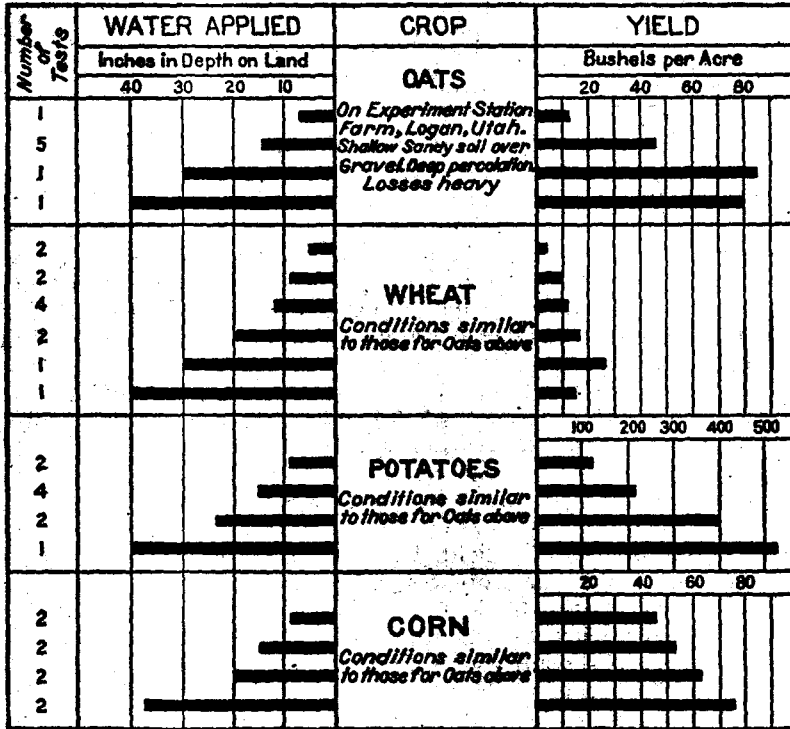 Number of Tests
WATER APPLIED
CROP
YIELD
Inches in Depth on Land
Bushels per Acre
40 30 20 10
20 40 60 80
OATS
On Experiment Station
Farm, Logan, Utah.
Shallow Sandy soil over
Gravel. Deep percolation
Losses heavy
1
5
1
1
2
2
4
2
1
1
WHEAT
Conditions similar
to those for Oats above
100 200 300 400 500
2
4
2
1
POTATOES
Conditions similar
to those for Oats above
20 40 60 80
2
2
2
2
CORN
Conditions similar
to those for Oats above